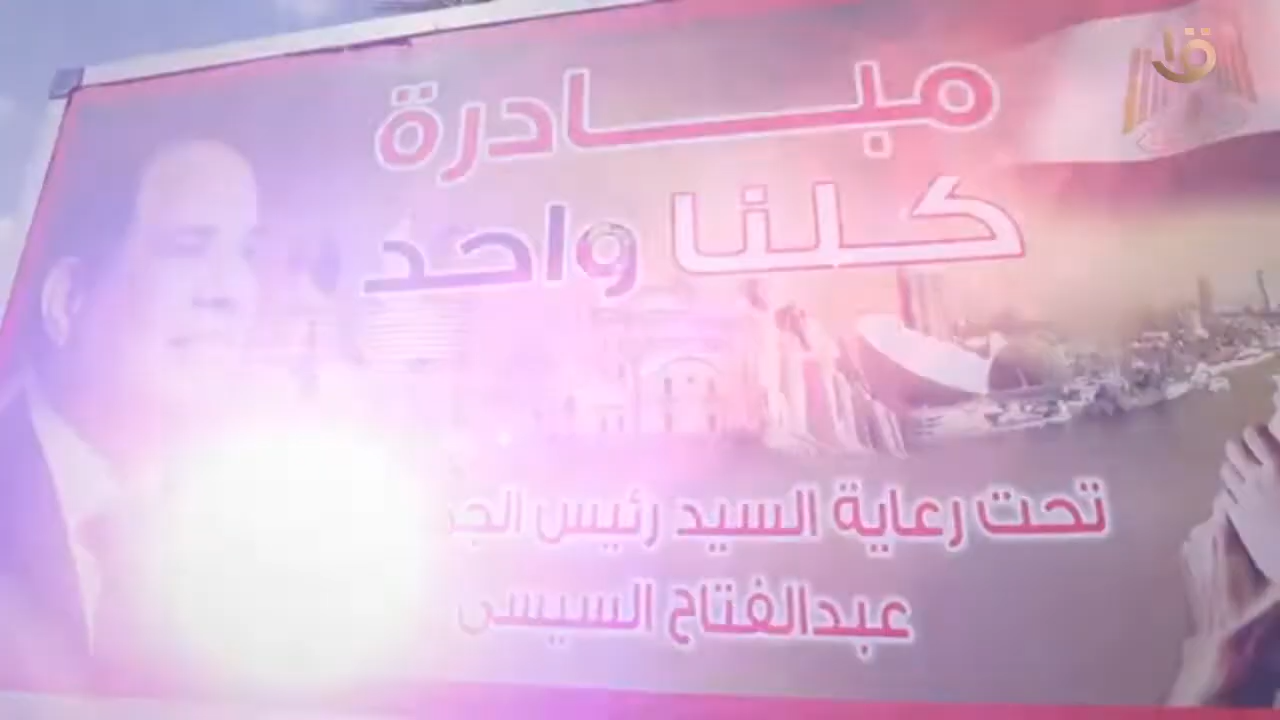 مبادرة
كلنا واحد
تحت رعاية السيد رئيس
عبدالفتاح السيسى